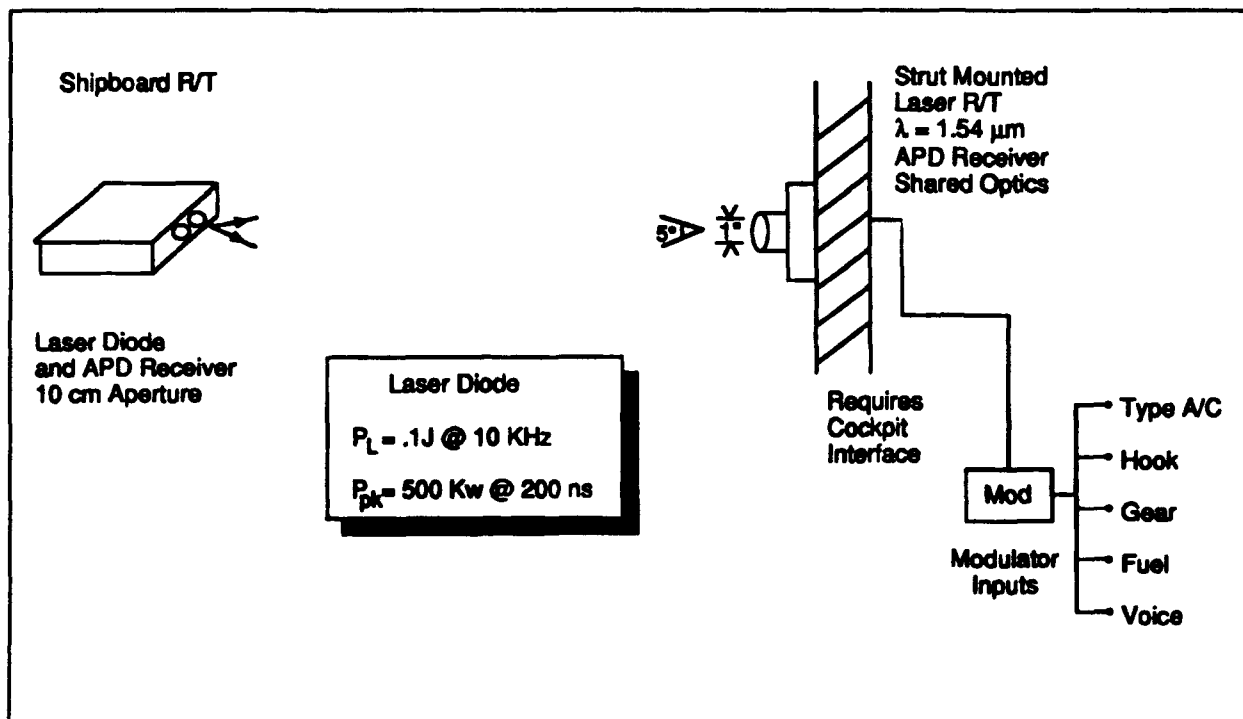 Shipboard R/T
Laser Diode
and APD Receiver
10 cm Aperture
Laser Diode
P_L = .1J @ 10 KHz
P_pk = 500 Kw @ 200 ns
5°
1"
Strut Mounted
Laser R/T
λ = 1.54 μm
APD Receiver
Shared Optics
Requires
Cockpit
Interface
Mod
Modulator
Inputs
Type A/C
Hook
Gear
Fuel
Voice